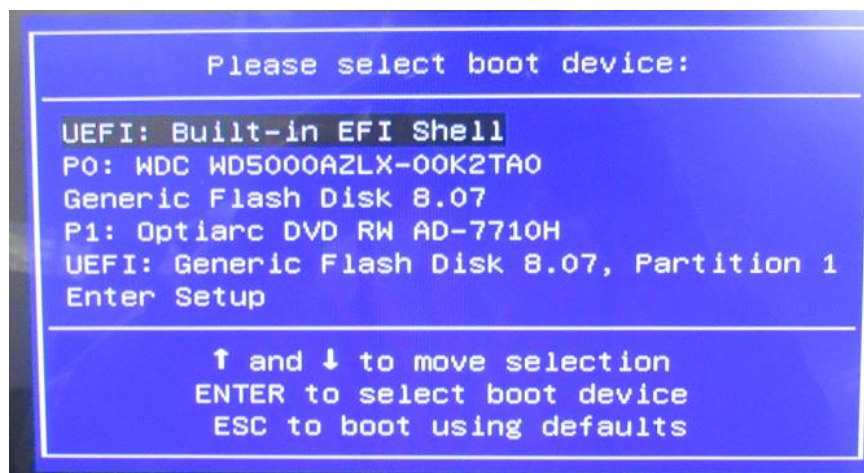 Please select boot device:
UEFI: Built-in EFI Shell
P0: WDC WD5000AZLX-00K2TA0
Generic Flash Disk 8.07
P1: Optiarc DVD RW AD-7710H
UEFI: Generic Flash Disk 8.07, Partition 1
Enter Setup
↑ and ↓ to move selection
ENTER to select boot device
ESC to boot using defaults